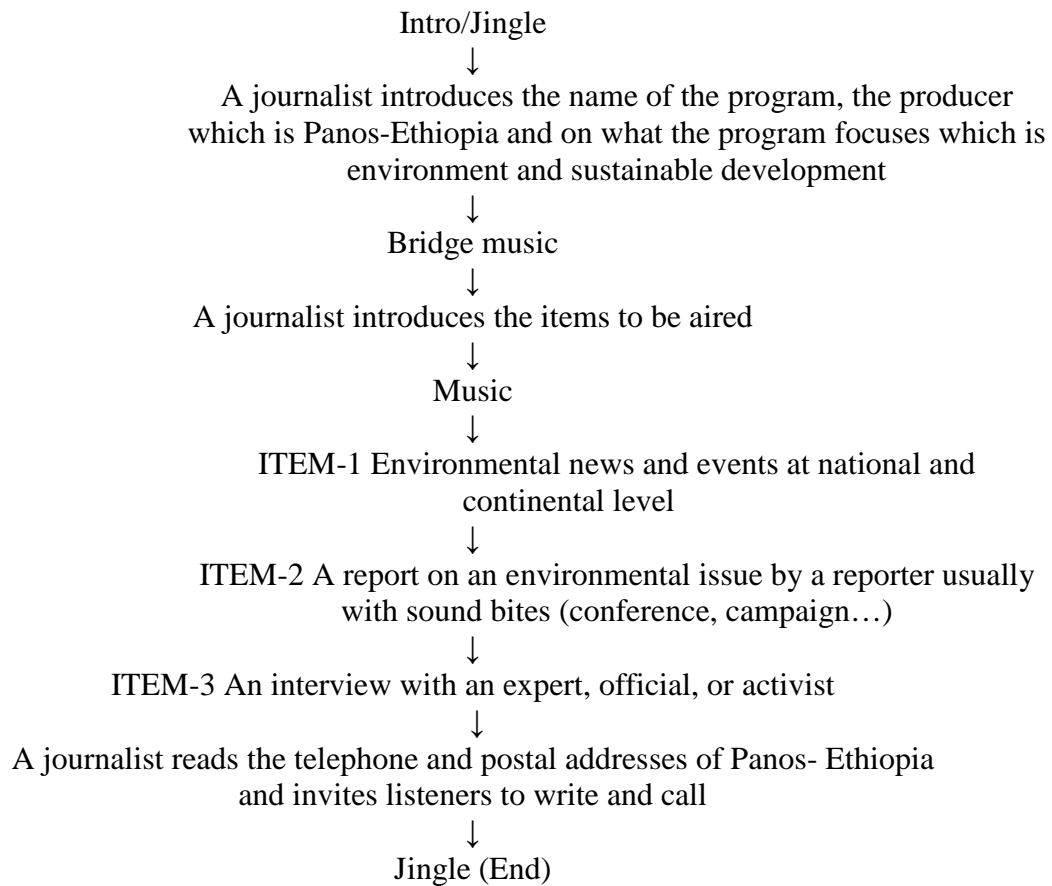 Intro/Jingle
↓
A journalist introduces the name of the program, the producer
which is Panos-Ethiopia and on what the program focuses which is
environment and sustainable development
↓
Bridge music
↓
A journalist introduces the items to be aired
↓
Music
↓
ITEM-1 Environmental news and events at national and
continental level
↓
ITEM-2 A report on an environmental issue by a reporter usually
with sound bites (conference, campaign…)
↓
ITEM-3 An interview with an expert, official, or activist
↓
A journalist reads the telephone and postal addresses of Panos- Ethiopia
and invites listeners to write and call
↓
Jingle (End)